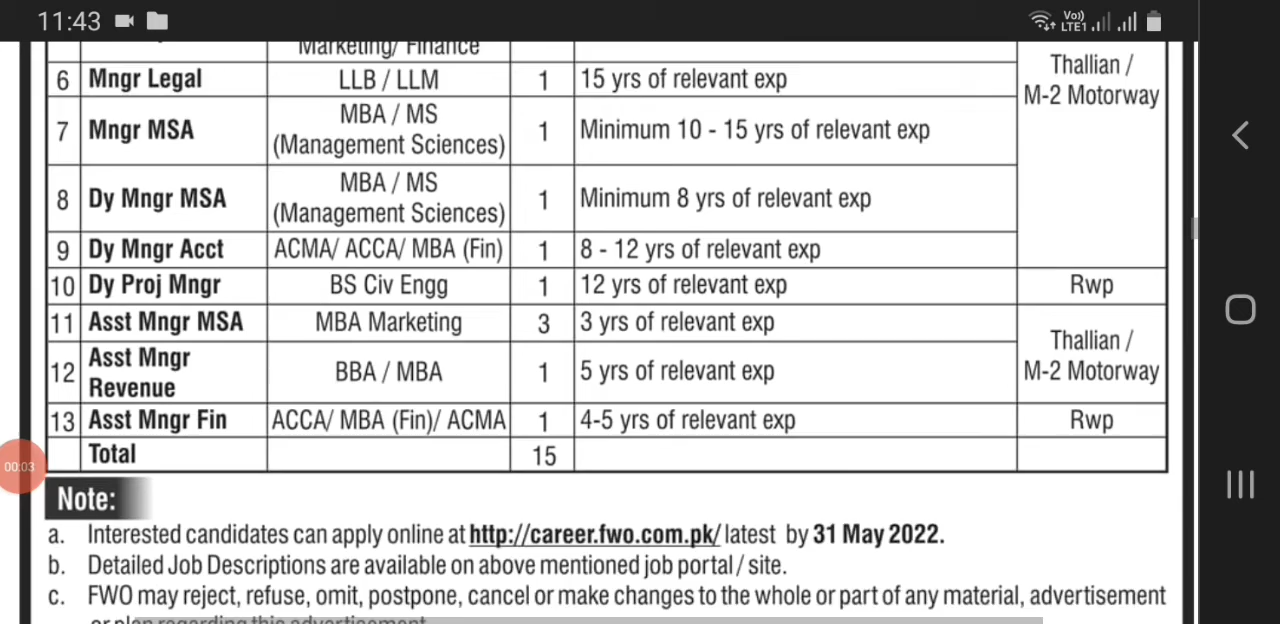 11:43
Vo)) LTE1
Marketing/ Finance
Thallian / M-2 Motorway
6 Mngr Legal LLB / LLM 1 15 yrs of relevant exp
7 Mngr MSA MBA / MS (Management Sciences) 1 Minimum 10 - 15 yrs of relevant exp
8 Dy Mngr MSA MBA / MS (Management Sciences) 1 Minimum 8 yrs of relevant exp
9 Dy Mngr Acct ACMA/ ACCA/ MBA (Fin) 1 8 - 12 yrs of relevant exp
10 Dy Proj Mngr BS Civ Engg 1 12 yrs of relevant exp Rwp
11 Asst Mngr MSA MBA Marketing 3 3 yrs of relevant exp
Thallian / M-2 Motorway
12 Asst Mngr Revenue BBA / MBA 1 5 yrs of relevant exp
13 Asst Mngr Fin ACCA/ MBA (Fin)/ ACMA 1 4-5 yrs of relevant exp Rwp
Total 15
00:03
Note:
a. Interested candidates can apply online at http://career.fwo.com.pk/ latest by 31 May 2022.
b. Detailed Job Descriptions are available on above mentioned job portal / site.
c. FWO may reject, refuse, omit, postpone, cancel or make changes to the whole or part of any material, advertisement
or plan regarding this advertisement